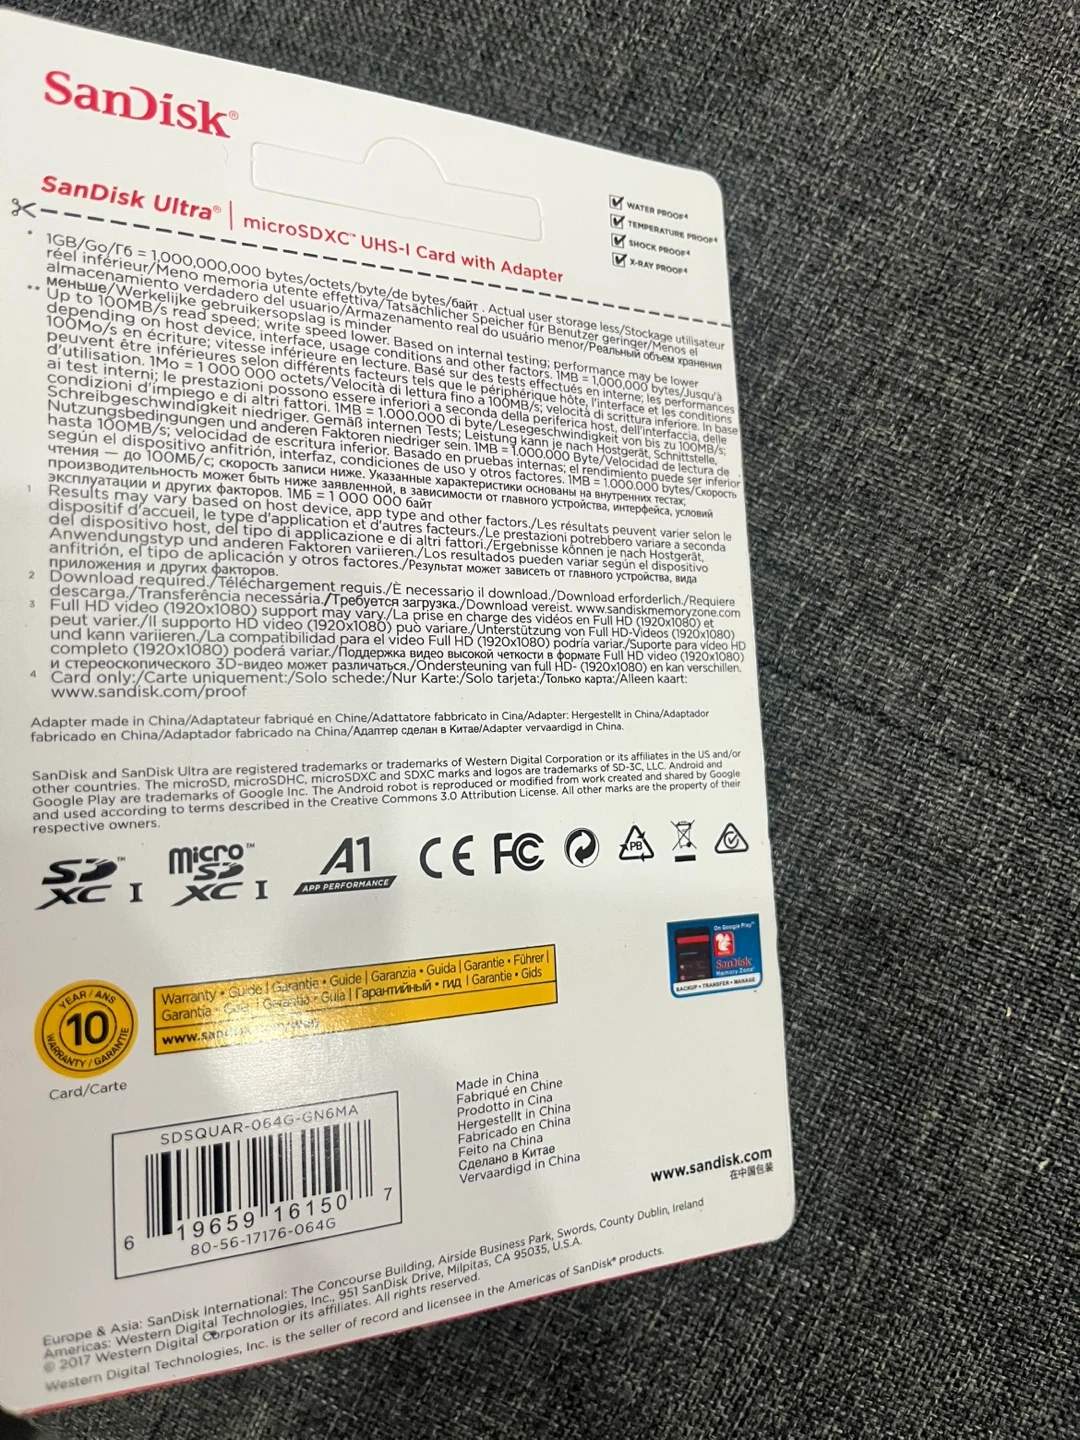 SanDisk®
SanDisk Ultra® | microSDXC™ UHS-I Card with Adapter
WATER PROOF⁴
TEMPERATURE PROOF⁴
SHOCK PROOF⁴
X-RAY PROOF⁴
* 1GB/Go/Гб = 1,000,000,000 bytes/octets/byte/de bytes/байт . Actual user storage less/Stockage utilisateur
réel inférieur/Meno memoria utente effettiva/Tatsächlicher Speicher für Benutzer geringer/Menos el
almacenamiento verdadero del usuario/Armazenamento real do usuário menor/Реальный объем хранения
меньше/Werkelijke gebruikersopslag is minder
** Up to 100MB/s read speed; write speed lower. Based on internal testing; performance may be lower
depending on host device, interface, usage conditions and other factors. 1MB = 1,000,000 bytes/Jusqu'à
100Mo/s en écriture; vitesse inférieure en lecture. Basé sur des tests effectués en interne; les performances
peuvent être inférieures selon différents facteurs tels que le périphérique hôte, l'interface et les conditions
d'utilisation. 1Mo = 1 000 000 octets/Velocità di lettura fino a 100MB/s; velocità di scrittura inferiore. In base
ai test interni; le prestazioni possono essere inferiori a seconda della periferica host, dell'interfaccia, delle
condizioni d'impiego e di altri fattori. 1MB = 1.000.000 di byte/Lesegeschwindigkeit von bis zu 100MB/s;
Schreibgeschwindigkeit niedriger. Gemäß internen Tests; Leistung kann je nach Hostgerät, Schnittstelle,
Nutzungsbedingungen und anderen Faktoren niedriger sein. 1MB = 1.000.000 Byte/Velocidad de lectura de
hasta 100MB/s; velocidad de escritura inferior. Basado en pruebas internas; el rendimiento puede ser inferior
según el dispositivo anfitrión, interfaz, condiciones de uso y otros factores. 1MB = 1.000.000 bytes/Скорость
чтения — до 100МБ/с; скорость записи ниже. Указанные характеристики основаны на внутренних тестах;
производительность может быть ниже заявленной, в зависимости от главного устройства, интерфейса, условий
эксплуатации и других факторов. 1МБ = 1 000 000 байт
1 Results may vary based on host device, app type and other factors./Les résultats peuvent varier selon le
dispositif d'accueil, le type d'application et d'autres facteurs./Le prestazioni potrebbero variare a seconda
del dispositivo host, del tipo di applicazione e di altri fattori./Ergebnisse können je nach Hostgerät,
Anwendungstyp und anderen Faktoren variieren./Los resultados pueden variar según el dispositivo
anfitrión, el tipo de aplicación y otros factores./Результат может зависеть от главного устройства, вида
приложения и других факторов.
2 Download required./Téléchargement requis./È necessario il download./Download erforderlich./Requiere
descarga./Transferência necessária./Требуется загрузка./Download vereist. www.sandiskmemoryzone.com
3 Full HD video (1920x1080) support may vary./La prise en charge des vidéos en Full HD (1920x1080) et
peut varier./Il supporto HD video (1920x1080) può variare./Unterstützung von Full HD-Videos (1920x1080)
und kann variieren./La compatibilidad para el video Full HD (1920x1080) podría variar./Suporte para vídeo HD
completo (1920x1080) poderá variar./Поддержка видео высокой четкости в формате Full HD video (1920x1080)
и стереоскопического 3D-видео может различаться./Ondersteuning van full HD- (1920x1080) en kan verschillen.
4 Card only:/Carte uniquement:/Solo schede:/Nur Karte:/Solo tarjeta:/Только карта:/Alleen kaart:
www.sandisk.com/proof
Adapter made in China/Adaptateur fabriqué en Chine/Adattatore fabbricato in Cina/Adapter: Hergestellt in China/Adaptador
fabricado en China/Adaptador fabricado na China/Адаптер сделан в Китае/Adapter vervaardigd in China.
SanDisk and SanDisk Ultra are registered trademarks or trademarks of Western Digital Corporation or its affiliates in the US and/or
other countries. The microSD, microSDHC, microSDXC and SDXC marks and logos are trademarks of SD-3C, LLC. Android and
Google Play are trademarks of Google Inc. The Android robot is reproduced or modified from work created and shared by Google
and used according to terms described in the Creative Commons 3.0 Attribution License. All other marks are the property of their
respective owners.
SD XC I
micro SD XC I
A1 APP PERFORMANCE
CE FC
PB
On Google Play™
SanDisk
Memory Zone²
BACKUP • TRANSFER • MANAGE
YEAR / ANS
10
WARRANTY / GARANTIE
Card/Carte
Warranty • Guide | Garantie • Guide | Garanzia • Guida | Garantie • Führer |
Garantía • Guía | Garantia • Guia | Гарантийный • гид | Garantie • Gids
SDSQUAR-064G-GN6MA
6 19659 16150 7
80-56-17176-064G
Made in China
Fabriqué en Chine
Prodotto in Cina
Hergestellt in China
Fabricado en China
Feito na China
Сделано в Китае
Vervaardigd in China
www.sandisk.com
在中国包装
Europe & Asia: SanDisk International: The Concourse Building, Airside Business Park, Swords, County Dublin, Ireland
Americas: Western Digital Technologies, Inc., 951 SanDisk Drive, Milpitas, CA 95035, U.S.A.
© 2017 Western Digital Corporation or its affiliates. All rights reserved.
Western Digital Technologies, Inc. is the seller of record and licensee in the Americas of SanDisk® products.